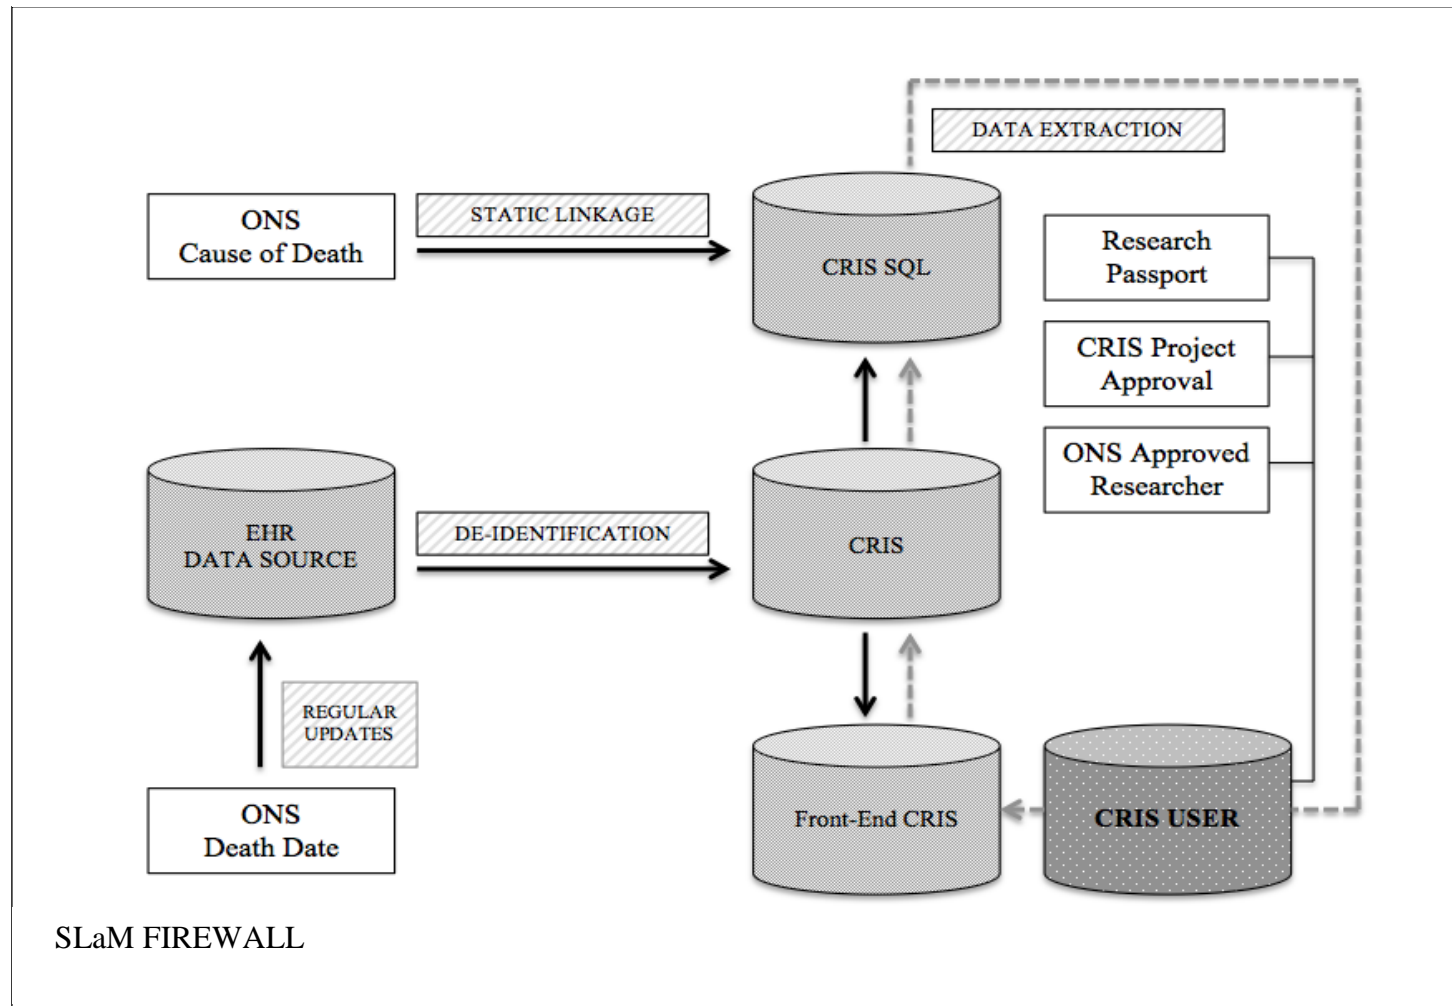 DATA EXTRACTION
ONS
Cause of Death
STATIC LINKAGE
CRIS SQL
Research
Passport
CRIS Project
Approval
ONS Approved
Researcher
EHR
DATA SOURCE
DE-IDENTIFICATION
CRIS
REGULAR
UPDATES
ONS
Death Date
Front-End CRIS
CRIS USER
SLaM FIREWALL